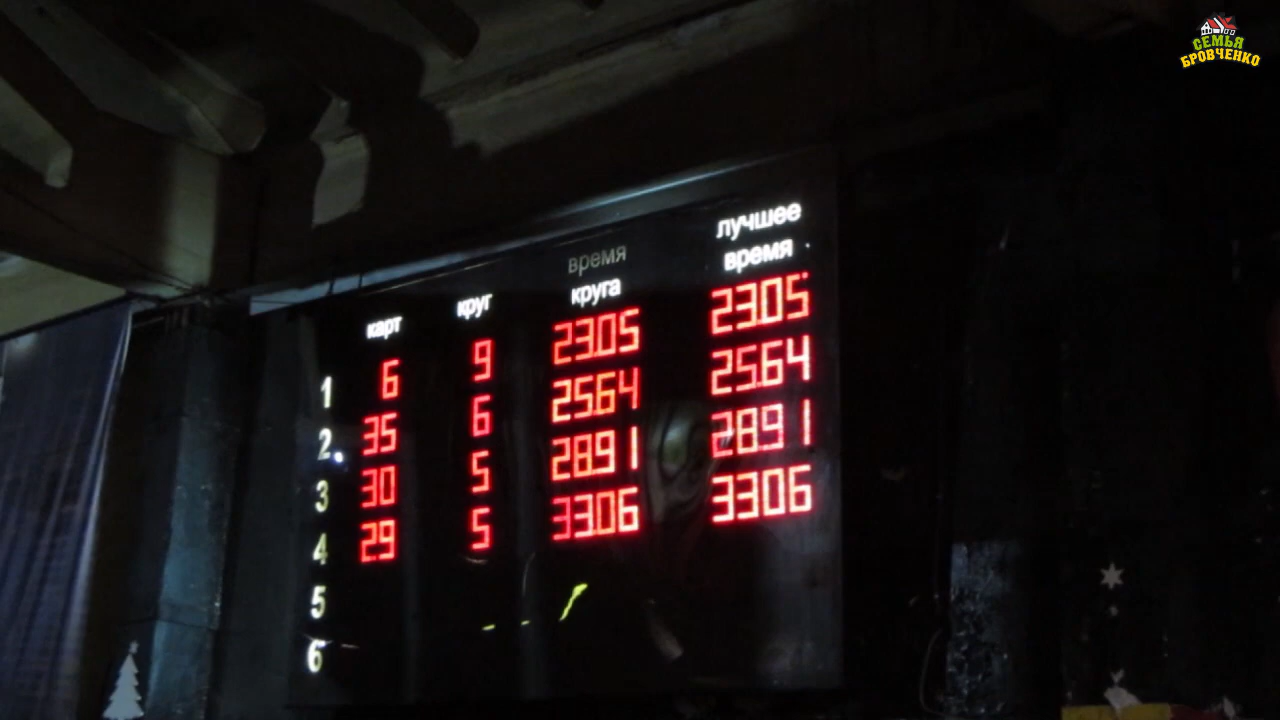 СЕМЬЯ
БРОВЧЕНКО
карт круг время круга лучшее время
1 6 9 23.05 23.05
2 35 6 25.64 25.64
3 30 5 28.91 28.91
4 29 5 33.06 33.06
5
6